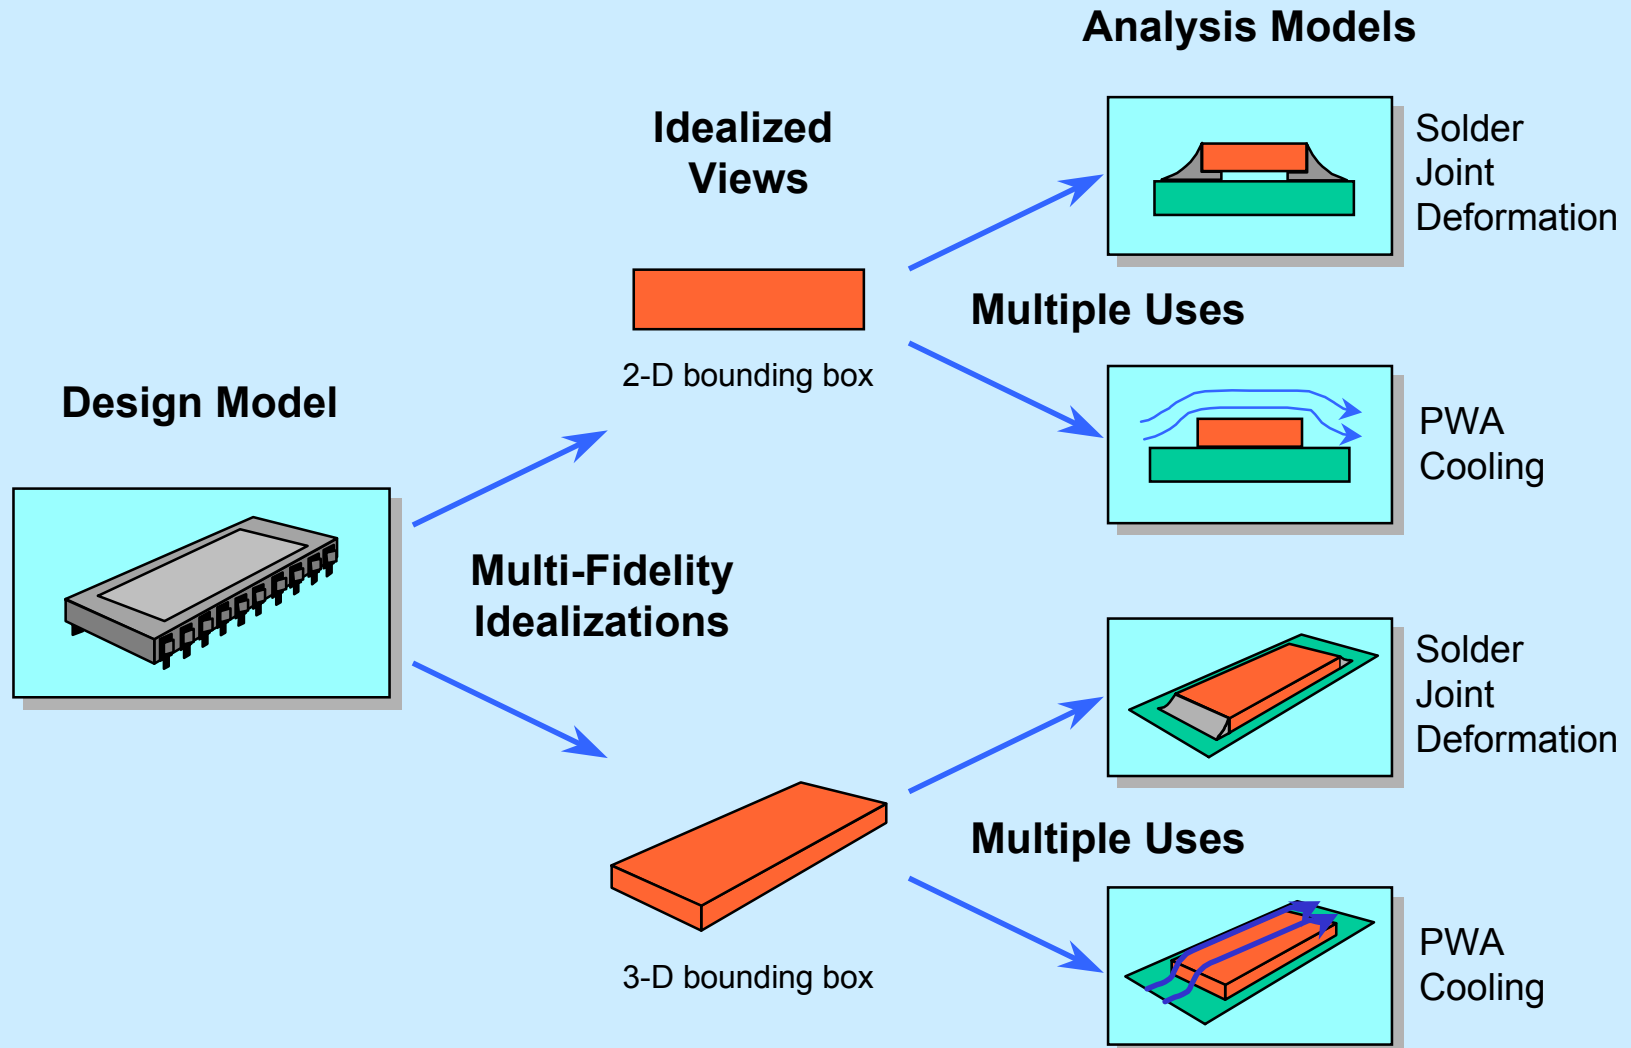 Analysis Models
Idealized
Views
Solder
Joint
Deformation
Multiple Uses
2-D bounding box
Design Model
PWA
Cooling
Multi-Fidelity
Idealizations
Solder
Joint
Deformation
Multiple Uses
3-D bounding box
PWA
Cooling